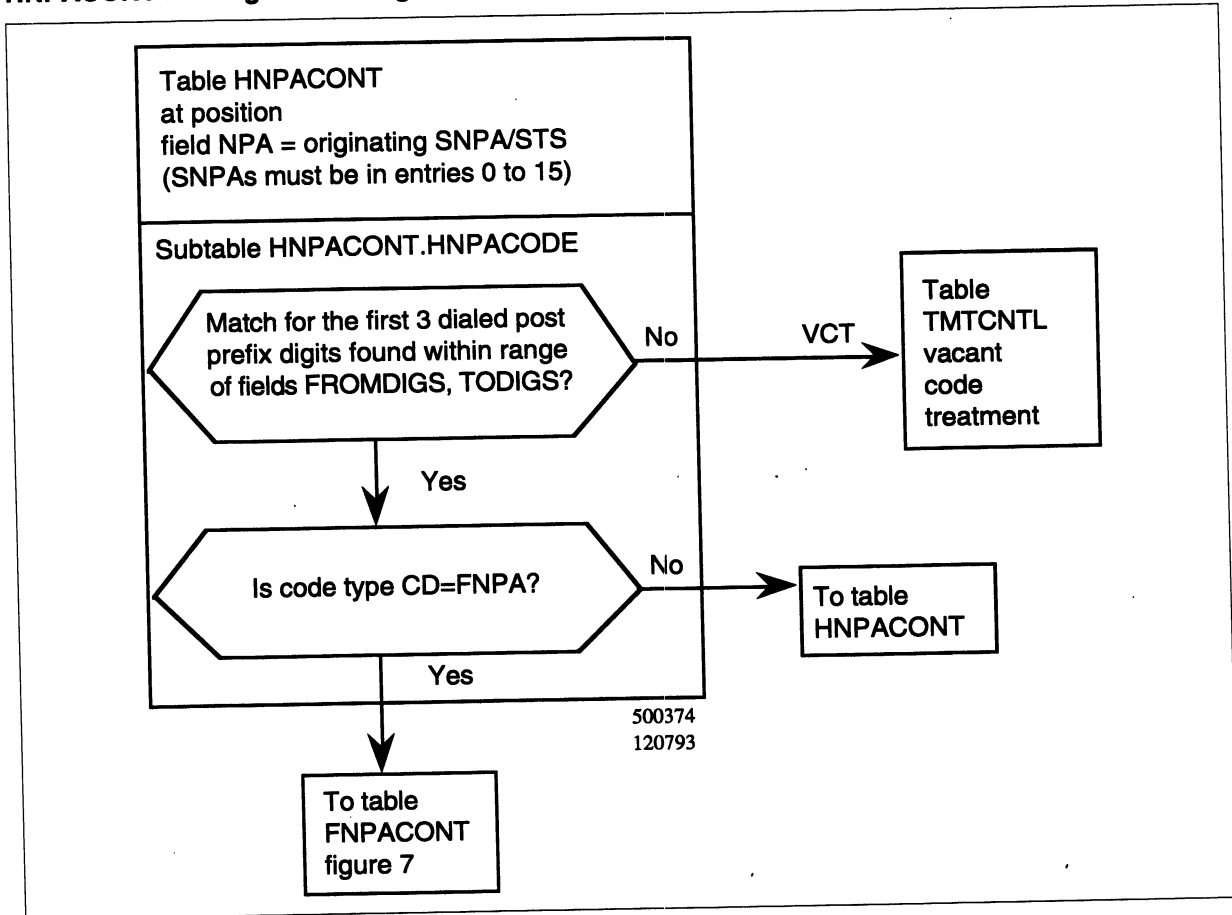 Table HNPACONT
at position
field NPA = originating SNPA/STS
(SNPAs must be in entries 0 to 15)
Subtable HNPACONT.HNPACODE
Match for the first 3 dialed post
prefix digits found within range
of fields FROMDIGS, TODIGS?
No
VCT
Table
TMTCNTL
vacant
code
treatment
Yes
Is code type CD=FNPA?
No
To table
HNPACONT
Yes
500374
120793
To table
FNPACONT
figure 7